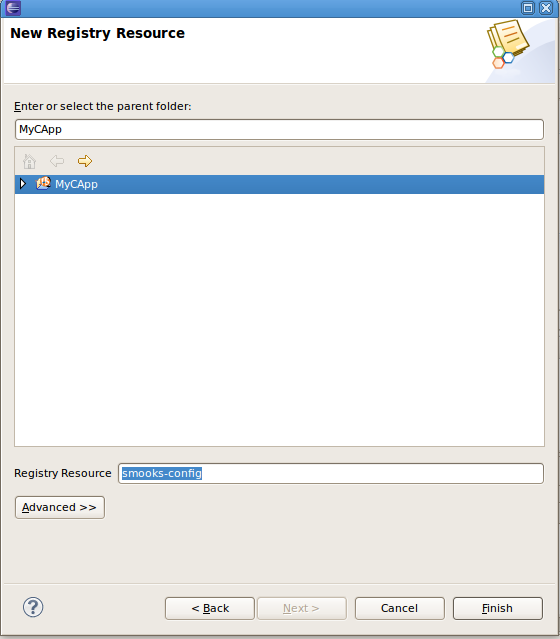 New Registry Resource
Enter or select the parent folder:
MyCApp
MyCApp
Registry Resource smooks-config
Advanced >>
< Back Next > Cancel Finish